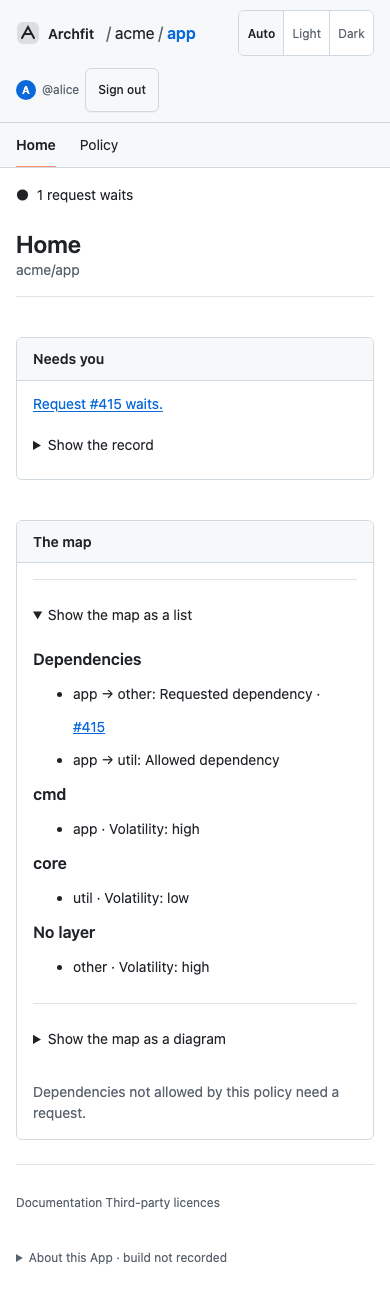 Archfit / acme / app
Auto Light Dark
A @alice Sign out
Home Policy
1 request waits
Home
acme/app
Needs you
Request #415 waits.
Show the record
The map
Show the map as a list
Dependencies
app → other: Requested dependency ·
#415
app → util: Allowed dependency
cmd
app · Volatility: high
core
util · Volatility: low
No layer
other · Volatility: high
Show the map as a diagram
Dependencies not allowed by this policy need a
request.
Documentation Third-party licences
About this App · build not recorded